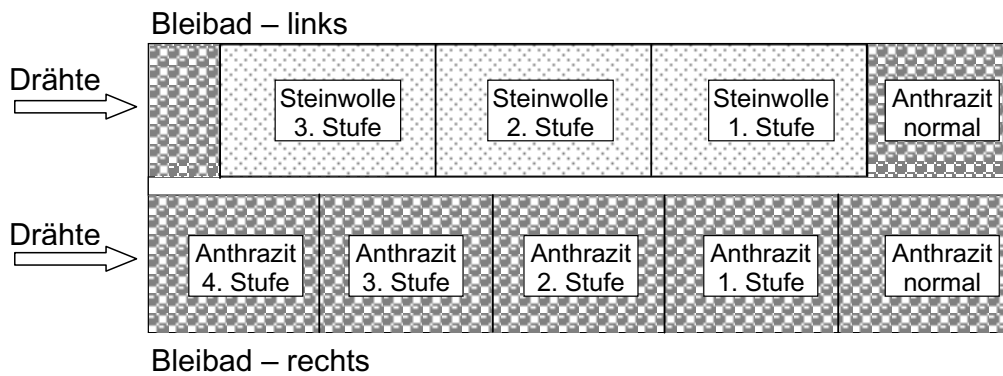 Bleibad – links
Drähte
Steinwolle
3. Stufe
Steinwolle
2. Stufe
Steinwolle
1. Stufe
Anthrazit
normal
Drähte
Anthrazit
4. Stufe
Anthrazit
3. Stufe
Anthrazit
2. Stufe
Anthrazit
1. Stufe
Anthrazit
normal
Bleibad – rechts